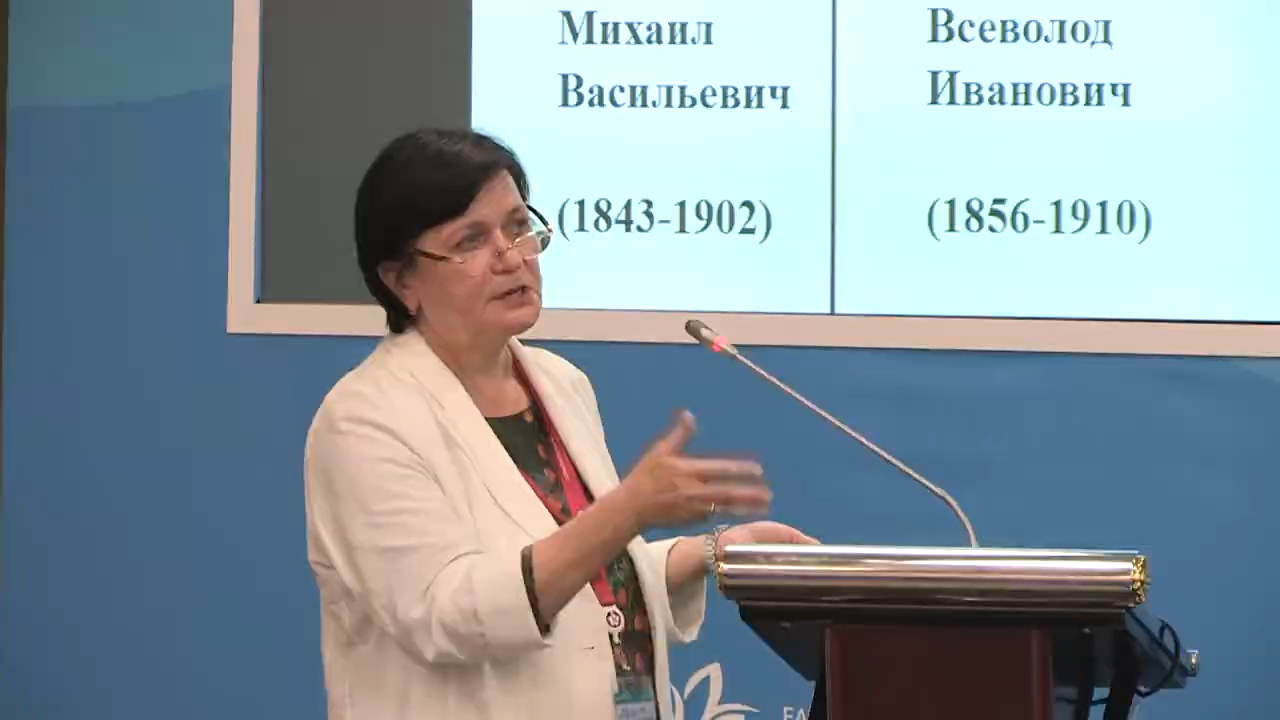 Михаил
Васильевич
(1843-1902)
Всеволод
Иванович
(1856-1910)